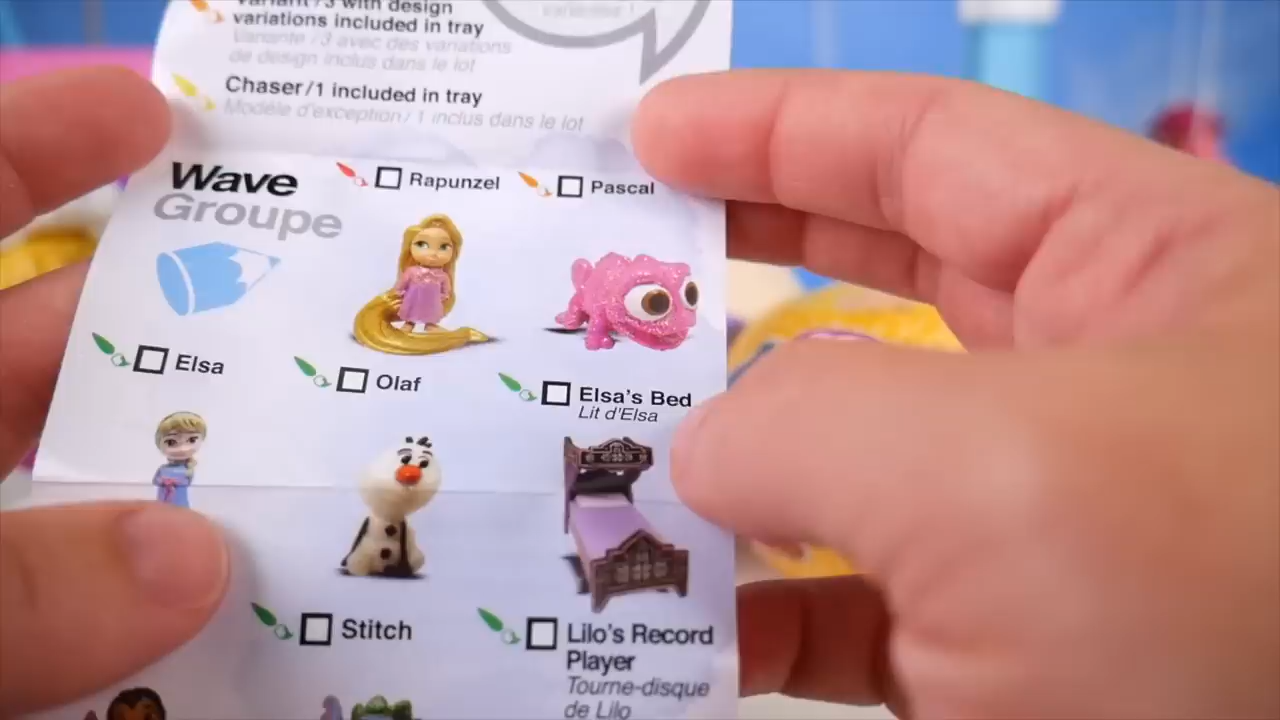 Variant/3 with design
variations included in tray
Variante /3 avec des variations
de design inclus dans le lot
Chaser/1 included in tray
Modèle d'exception/1 inclus dans le lot
Wave
Groupe
Rapunzel
Pascal
Elsa
Olaf
Elsa's Bed
Lit d'Elsa
Stitch
Lilo's Record
Player
Tourne-disque
de Lilo